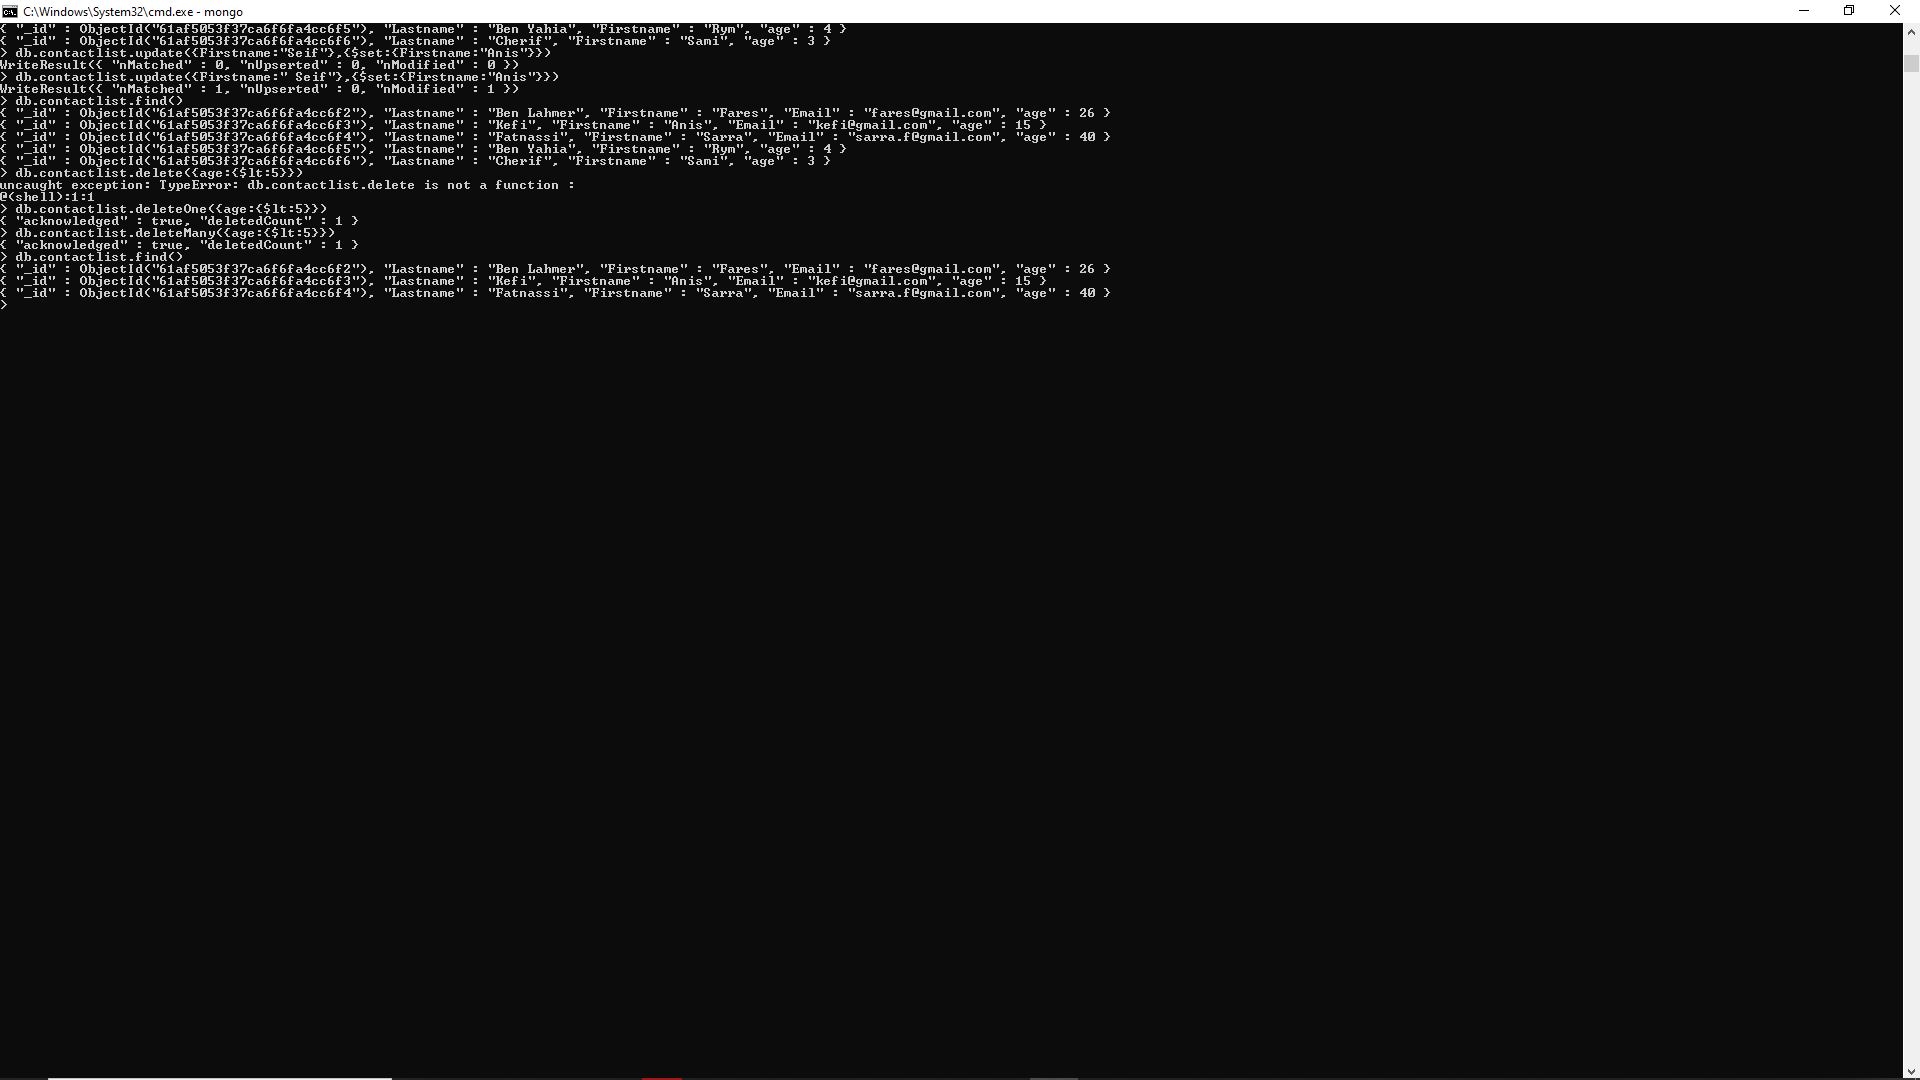 C:\Windows\System32\cmd.exe - mongo
{ "_id" : ObjectId("61af5053f37ca6f6fa4cc6f5"), "Lastname" : "Ben Yahia", "Firstname" : "Rym", "age" : 4 }
{ "_id" : ObjectId("61af5053f37ca6f6fa4cc6f6"), "Lastname" : "Cherif", "Firstname" : "Sami", "age" : 3 }
> db.contactlist.update({Firstname:"Seif"},{$set:{Firstname:"Anis"}})
WriteResult({ "nMatched" : 0, "nUpserted" : 0, "nModified" : 0 })
> db.contactlist.update({Firstname:" Seif"},{$set:{Firstname:"Anis"}})
WriteResult({ "nMatched" : 1, "nUpserted" : 0, "nModified" : 1 })
> db.contactlist.find()
{ "_id" : ObjectId("61af5053f37ca6f6fa4cc6f2"), "Lastname" : "Ben Lahmer", "Firstname" : "Fares", "Email" : "fares@gmail.com", "age" : 26 }
{ "_id" : ObjectId("61af5053f37ca6f6fa4cc6f3"), "Lastname" : "Kefi", "Firstname" : "Anis", "Email" : "kefi@gmail.com", "age" : 15 }
{ "_id" : ObjectId("61af5053f37ca6f6fa4cc6f4"), "Lastname" : "Fatnassi", "Firstname" : "Sarra", "Email" : "sarra.f@gmail.com", "age" : 40 }
{ "_id" : ObjectId("61af5053f37ca6f6fa4cc6f5"), "Lastname" : "Ben Yahia", "Firstname" : "Rym", "age" : 4 }
{ "_id" : ObjectId("61af5053f37ca6f6fa4cc6f6"), "Lastname" : "Cherif", "Firstname" : "Sami", "age" : 3 }
> db.contactlist.delete({age:{$lt:5}})
uncaught exception: TypeError: db.contactlist.delete is not a function :
@(shell):1:1
> db.contactlist.deleteOne({age:{$lt:5}})
{ "acknowledged" : true, "deletedCount" : 1 }
> db.contactlist.deleteMany({age:{$lt:5}})
{ "acknowledged" : true, "deletedCount" : 1 }
> db.contactlist.find()
{ "_id" : ObjectId("61af5053f37ca6f6fa4cc6f2"), "Lastname" : "Ben Lahmer", "Firstname" : "Fares", "Email" : "fares@gmail.com", "age" : 26 }
{ "_id" : ObjectId("61af5053f37ca6f6fa4cc6f3"), "Lastname" : "Kefi", "Firstname" : "Anis", "Email" : "kefi@gmail.com", "age" : 15 }
{ "_id" : ObjectId("61af5053f37ca6f6fa4cc6f4"), "Lastname" : "Fatnassi", "Firstname" : "Sarra", "Email" : "sarra.f@gmail.com", "age" : 40 }
>